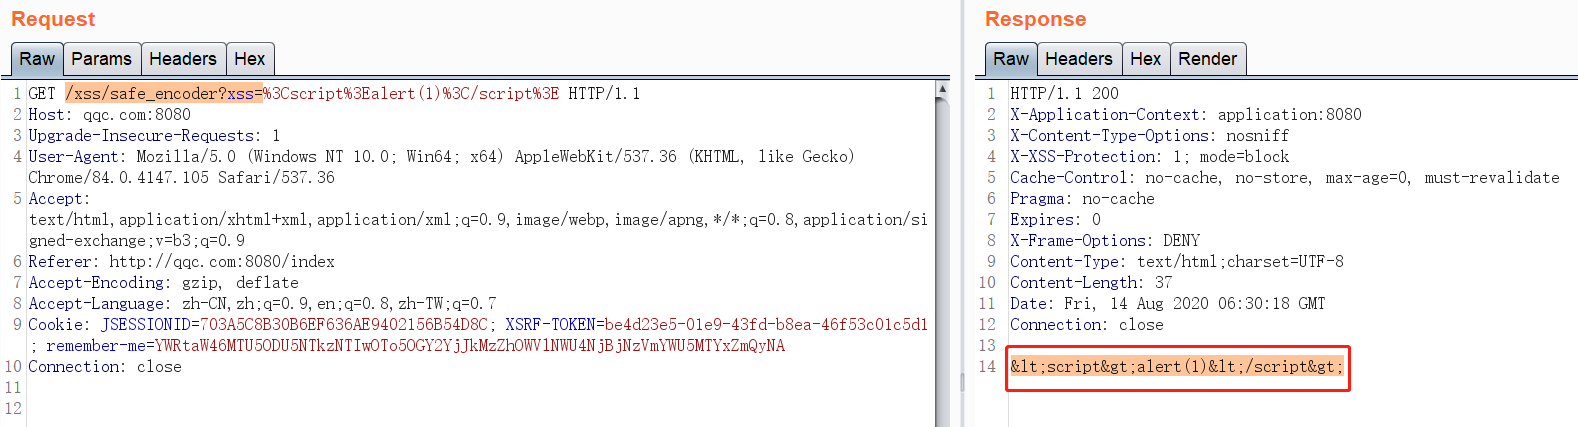 Request
Raw Params Headers Hex
1 GET /xss/safe_encoder?xss=%3Cscript%3Ealert(1)%3C/script%3E HTTP/1.1
2 Host: qqc.com:8080
3 Upgrade-Insecure-Requests: 1
4 User-Agent: Mozilla/5.0 (Windows NT 10.0; Win64; x64) AppleWebKit/537.36 (KHTML, like Gecko)
Chrome/84.0.4147.105 Safari/537.36
5 Accept:
text/html,application/xhtml+xml,application/xml;q=0.9,image/webp,image/apng,*/*;q=0.8,application/si
gned-exchange;v=b3;q=0.9
6 Referer: http://qqc.com:8080/index
7 Accept-Encoding: gzip, deflate
8 Accept-Language: zh-CN,zh;q=0.9,en;q=0.8,zh-TW;q=0.7
9 Cookie: JSESSIONID=703A5C8B30B6EF636AE9402156B54D8C; XSRF-TOKEN=be4d23e5-01e9-43fd-b8ea-46f53c01c5d1
; remember-me=YWRtaW46MTU5ODU5NTkzNTIwOTo5OGY2YjJkMzZhOWVlNWU4NjBjNzVmYWU5MTYxZmQyNA
10 Connection: close
11
12
Response
Raw Headers Hex Render
1 HTTP/1.1 200
2 X-Application-Context: application:8080
3 X-Content-Type-Options: nosniff
4 X-XSS-Protection: 1; mode=block
5 Cache-Control: no-cache, no-store, max-age=0, must-revalidate
6 Pragma: no-cache
7 Expires: 0
8 X-Frame-Options: DENY
9 Content-Type: text/html;charset=UTF-8
10 Content-Length: 37
11 Date: Fri, 14 Aug 2020 06:30:18 GMT
12 Connection: close
13
14 &lt;script&gt;alert(1)&lt;/script&gt;